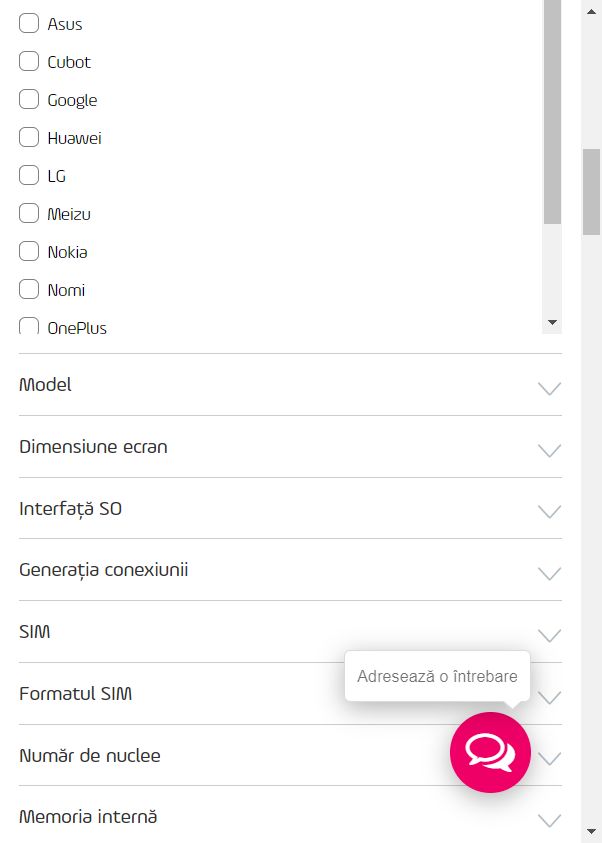 Asus
Cubot
Google
Huawei
LG
Meizu
Nokia
Nomi
OnePlus
Model
Dimensiune ecran
Interfață SO
Generația conexiunii
SIM
Adresează o întrebare
Formatul SIM
Număr de nuclee
Memoria internă